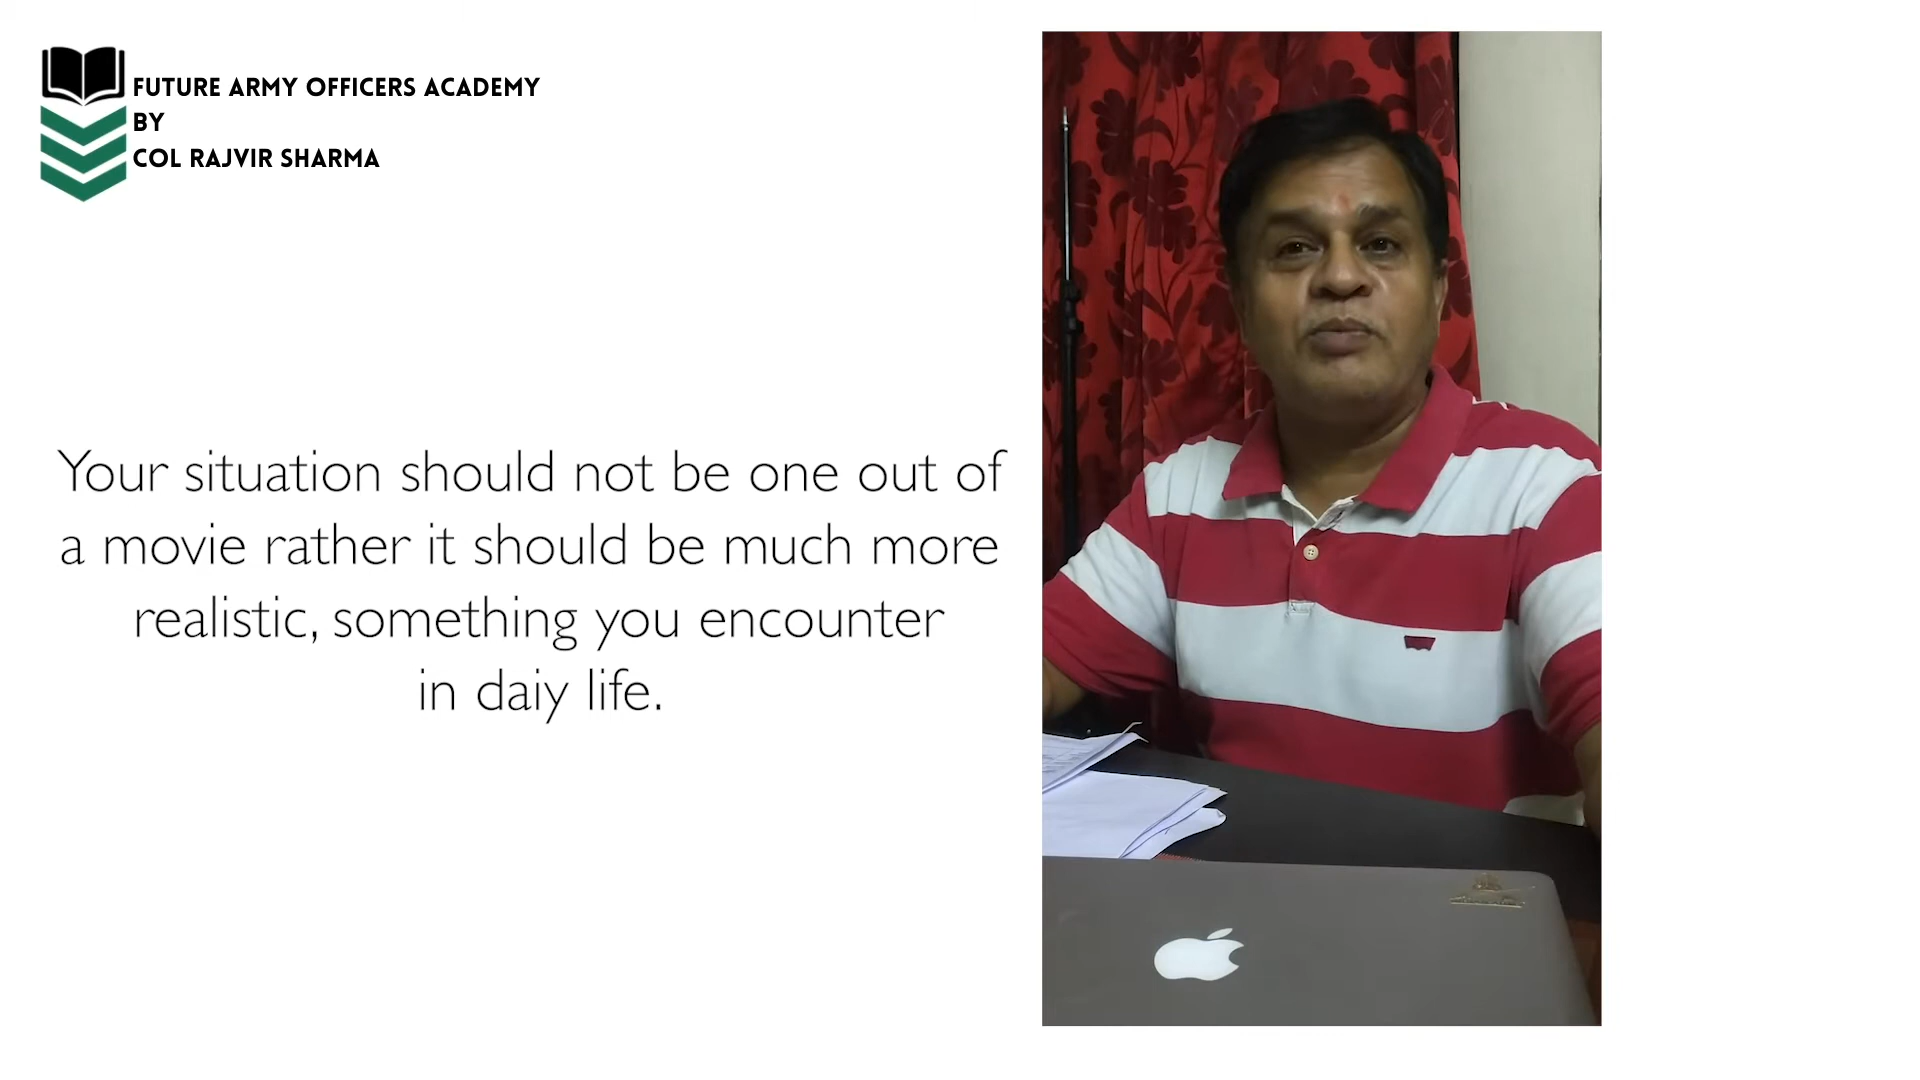 FUTURE ARMY OFFICERS ACADEMY
BY
COL RAJVIR SHARMA
Your situation should not be one out of
a movie rather it should be much more
realistic, something you encounter
in daiy life.